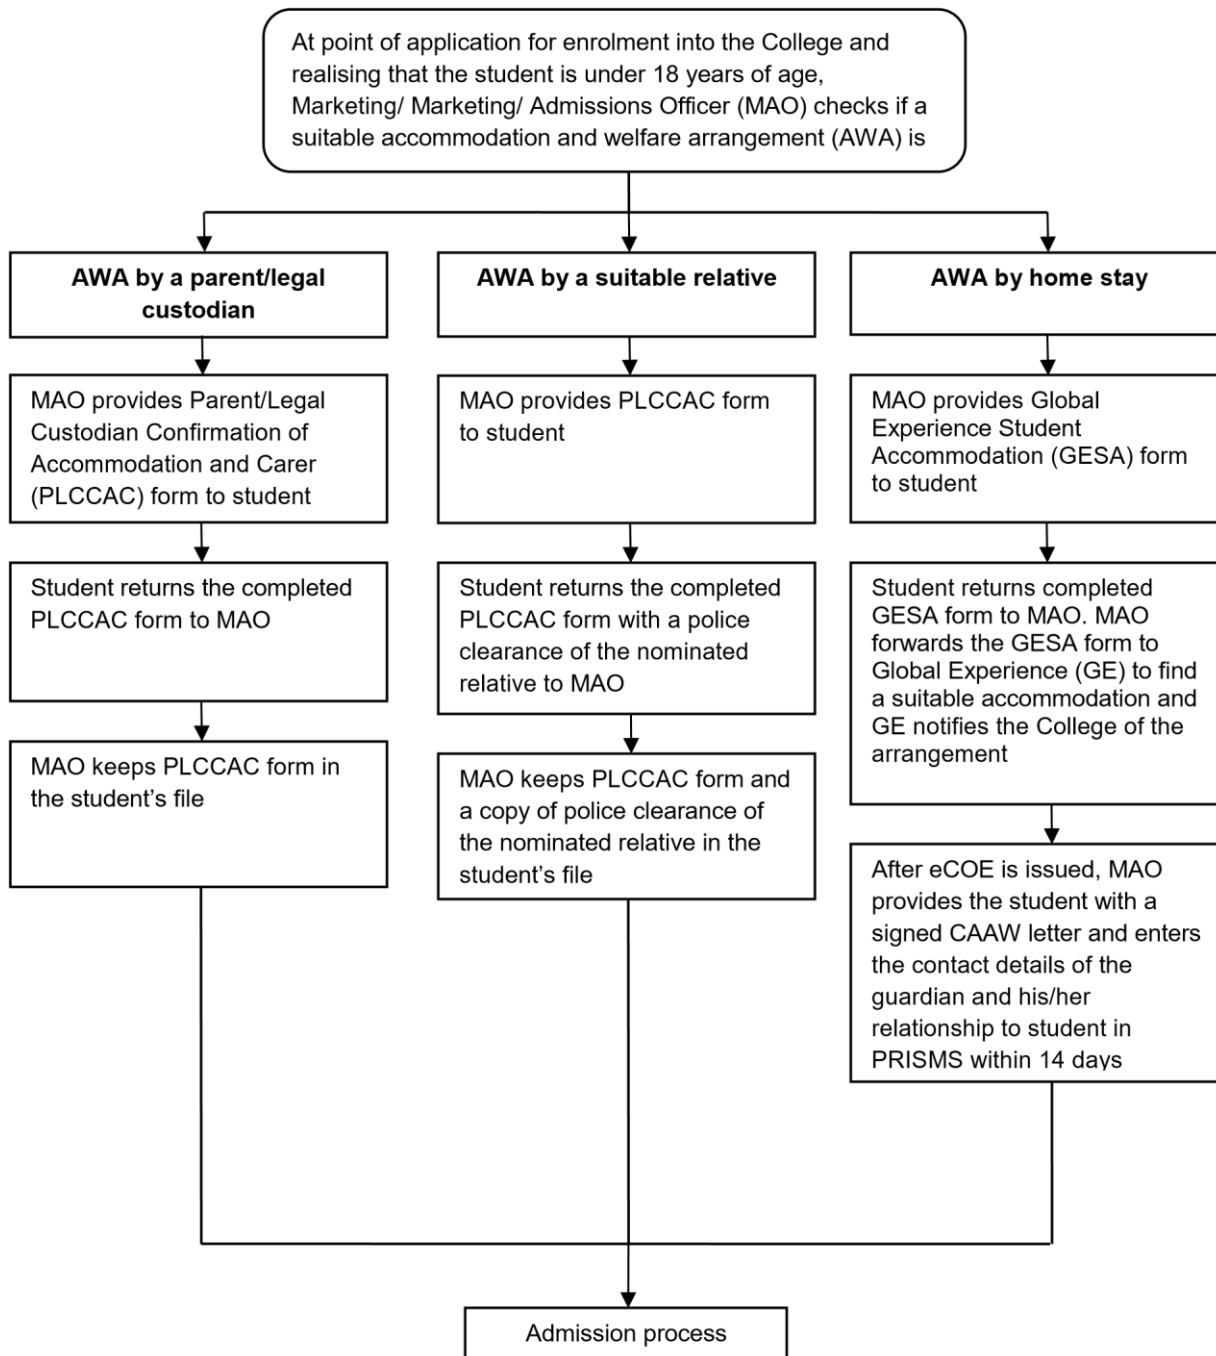 At point of application for enrolment into the College and
realising that the student is under 18 years of age,
Marketing/ Marketing/ Admissions Officer (MAO) checks if a
suitable accommodation and welfare arrangement (AWA) is
AWA by a parent/legal
custodian
MAO provides Parent/Legal
Custodian Confirmation of
Accommodation and Carer
(PLCCAC) form to student
Student returns the completed
PLCCAC form to MAO
MAO keeps PLCCAC form in
the student’s file
AWA by a suitable relative
MAO provides PLCCAC form
to student
Student returns the completed
PLCCAC form with a police
clearance of the nominated
relative to MAO
MAO keeps PLCCAC form and
a copy of police clearance of
the nominated relative in the
student’s file
AWA by home stay
MAO provides Global
Experience Student
Accommodation (GESA) form
to student
Student returns completed
GESA form to MAO. MAO
forwards the GESA form to
Global Experience (GE) to find
a suitable accommodation and
GE notifies the College of the
arrangement
After eCOE is issued, MAO
provides the student with a
signed CAAW letter and enters
the contact details of the
guardian and his/her
relationship to student in
PRISMS within 14 days
Admission process